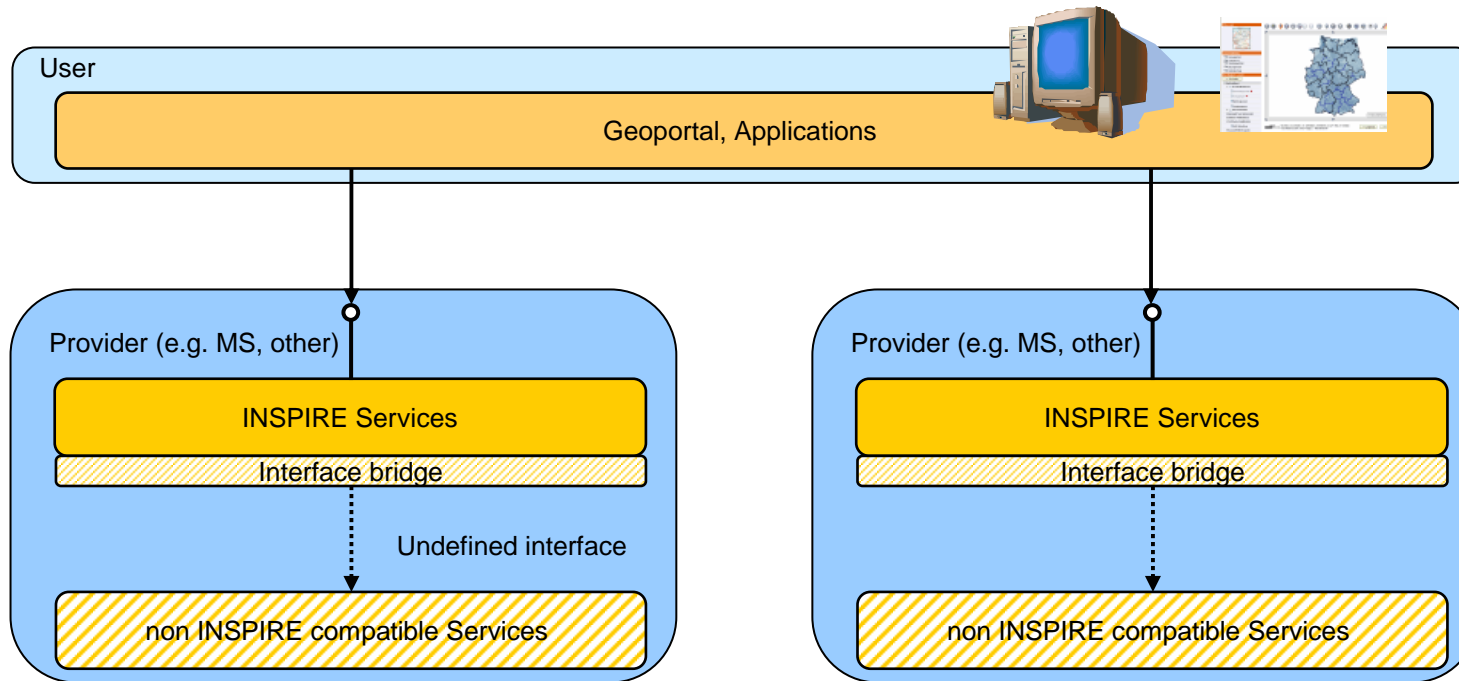 User
Geoportal, Applications
Provider (e.g. MS, other)
INSPIRE Services
Interface bridge
Undefined interface
non INSPIRE compatible Services
Provider (e.g. MS, other)
INSPIRE Services
Interface bridge
non INSPIRE compatible Services